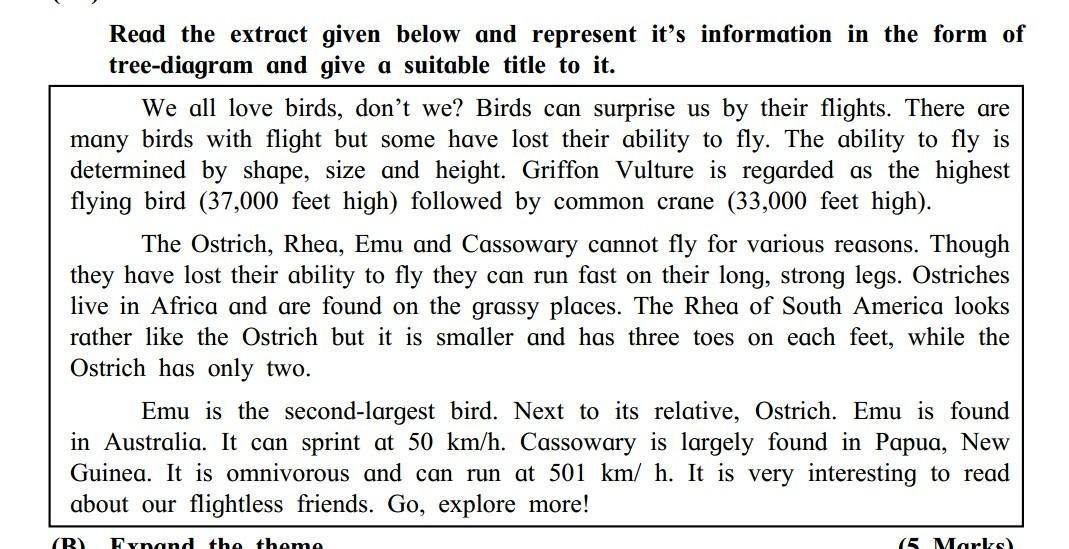 Read the extract given below and represent it's information in the form of
tree-diagram and give a suitable title to it.
We all love birds, don't we? Birds can surprise us by their flights. There are
many birds with flight but some have lost their ability to fly. The ability to fly is
determined by shape, size and height. Griffon Vulture is regarded as the highest
flying bird (37,000 feet high) followed by common crane (33,000 feet high).
The Ostrich, Rhea, Emu and Cassowary cannot fly for various reasons. Though
they have lost their ability to fly they can run fast on their long, strong legs. Ostriches
live in Africa and are found on the grassy places. The Rhea of South America looks
rather like the Ostrich but it is smaller and has three toes on each feet, while the
Ostrich has only two.
Emu is the second-largest bird. Next to its relative, Ostrich. Emu is found
in Australia. It can sprint at 50 km/h. Cassowary is largely found in Papua, New
Guinea. It is omnivorous and can run at 501 km/ h. It is very interesting to read
about our flightless friends. Go, explore more!
(B) Expand the theme (5 Marks)